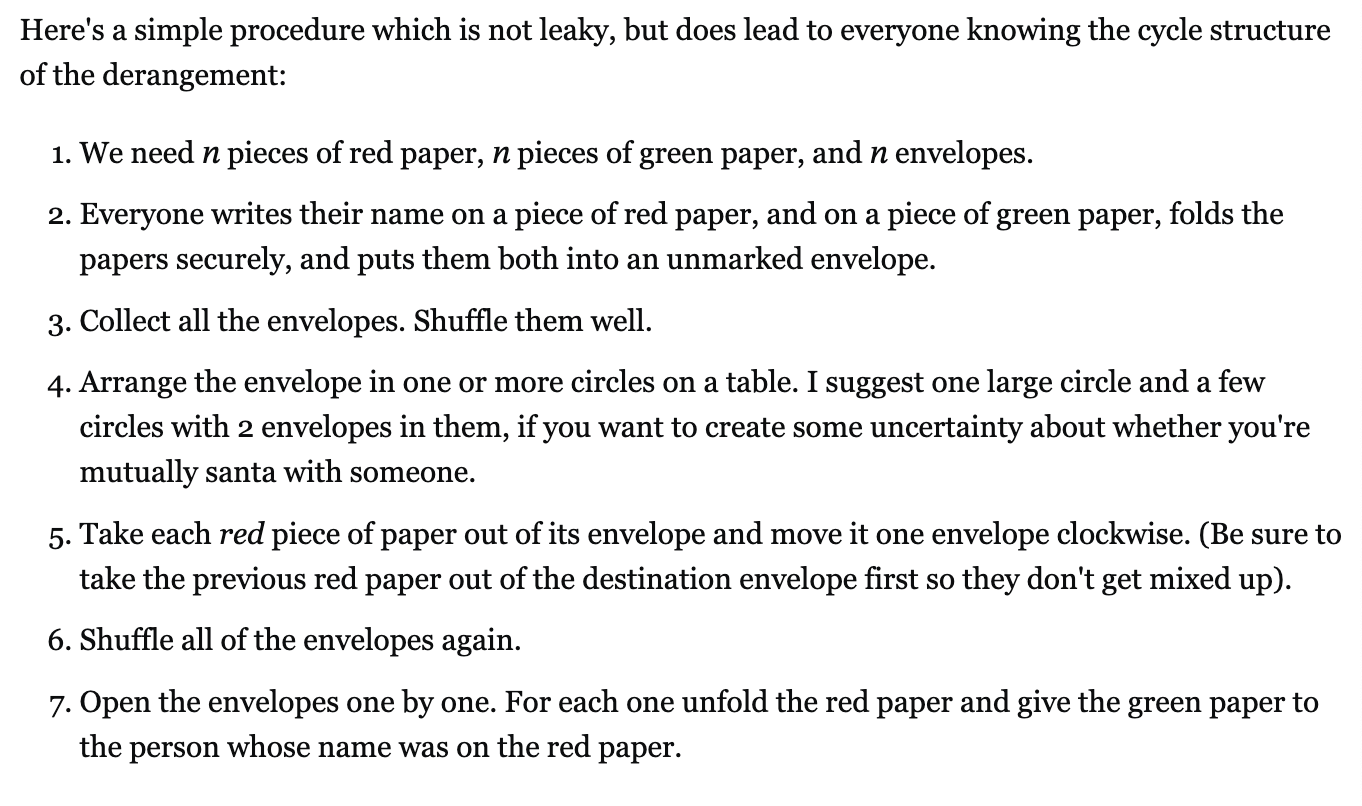 Here's a simple procedure which is not leaky, but does lead to everyone knowing the cycle structure
of the derangement:
1. We need n pieces of red paper, n pieces of green paper, and n envelopes.
2. Everyone writes their name on a piece of red paper, and on a piece of green paper, folds the
papers securely, and puts them both into an unmarked envelope.
3. Collect all the envelopes. Shuffle them well.
4. Arrange the envelope in one or more circles on a table. I suggest one large circle and a few
circles with 2 envelopes in them, if you want to create some uncertainty about whether you're
mutually santa with someone.
5. Take each red piece of paper out of its envelope and move it one envelope clockwise. (Be sure to
take the previous red paper out of the destination envelope first so they don't get mixed up).
6. Shuffle all of the envelopes again.
7. Open the envelopes one by one. For each one unfold the red paper and give the green paper to
the person whose name was on the red paper.